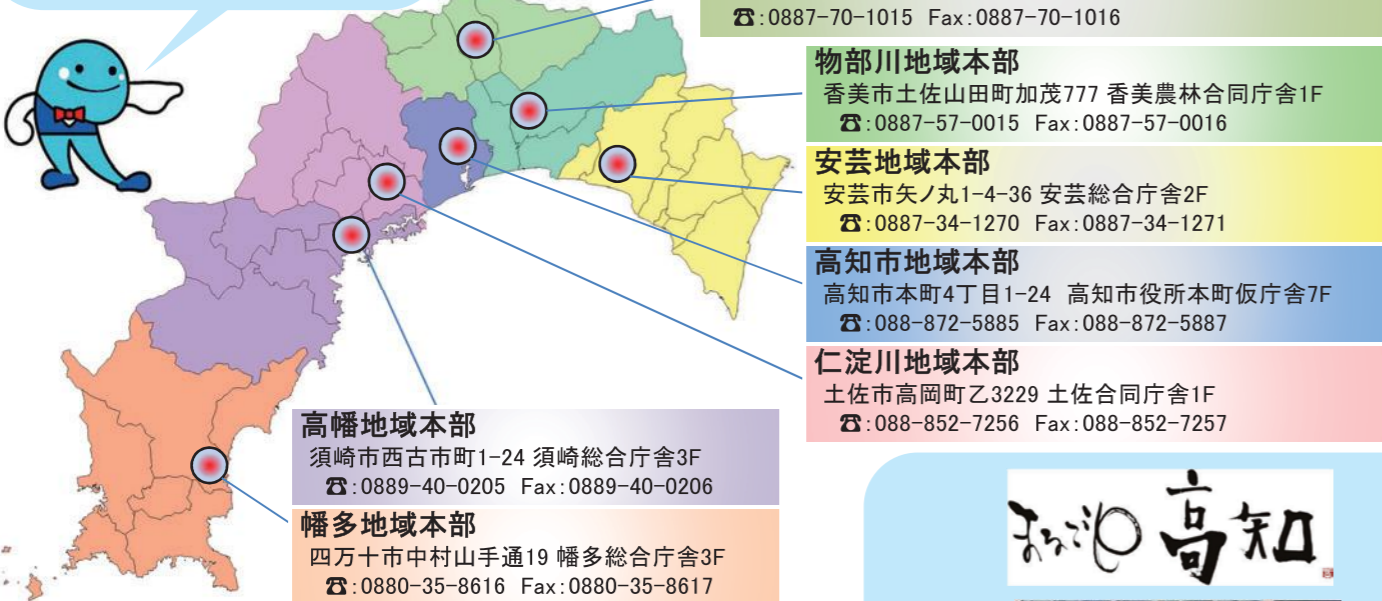 ☎:0887-70-1015 Fax:0887-70-1016
物部川地域本部
香美市土佐山田町加茂777 香美農林合同庁舎1F
☎:0887-57-0015 Fax:0887-57-0016
安芸地域本部
安芸市矢ノ丸1-4-36 安芸総合庁舎2F
☎:0887-34-1270 Fax:0887-34-1271
高知市地域本部
高知市本町4丁目1-24 高知市役所本町仮庁舎7F
☎:088-872-5885 Fax:088-872-5887
仁淀川地域本部
土佐市高岡町乙3229 土佐合同庁舎1F
☎:088-852-7256 Fax:088-852-7257
高幡地域本部
須崎市西古市町1-24 須崎総合庁舎3F
☎:0889-40-0205 Fax:0889-40-0206
幡多地域本部
四万十市中村山手通19 幡多総合庁舎3F
☎:0880-35-8616 Fax:0880-35-8617
まるごと高知